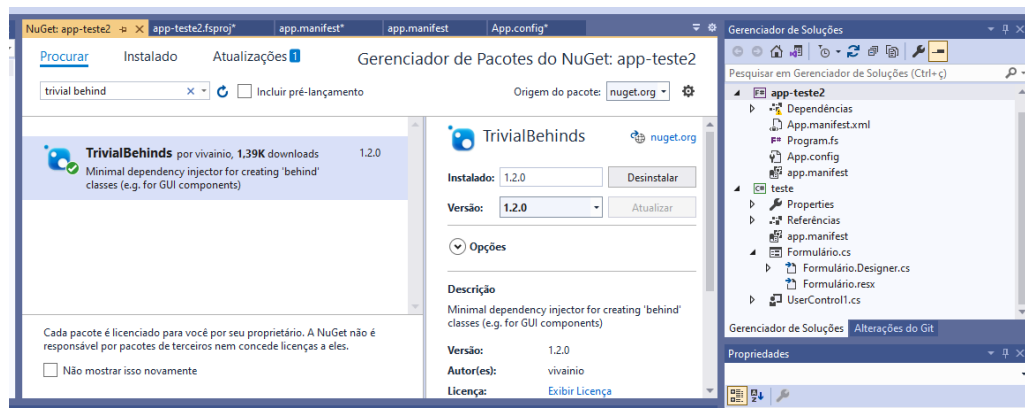 NuGet: app-teste2
app-teste2.fsproj*
app.manifest*
app.manifest
App.config*
Procurar
Instalado
Atualizações 1
Gerenciador de Pacotes do NuGet: app-teste2
trivial behind
Incluir pré-lançamento
Origem do pacote: nuget.org
TrivialBehinds por vivainio, 1,39K downloads
1.2.0
Minimal dependency injector for creating 'behind'
classes (e.g. for GUI components)
Cada pacote é licenciado para você por seu proprietário. A NuGet não é
responsável por pacotes de terceiros nem concede licenças a eles.
Não mostrar isso novamente
TrivialBehinds
nuget.org
Instalado: 1.2.0
Desinstalar
Versão: 1.2.0
Atualizar
Opções
Descrição
Minimal dependency injector for creating 'behind'
classes (e.g. for GUI components)
Versão: 1.2.0
Autor(es): vivainio
Licença: Exibir Licença
Gerenciador de Soluções
Pesquisar em Gerenciador de Soluções (Ctrl+ç)
F# app-teste2
Dependências
App.manifest.xml
F# Program.fs
App.config
app.manifest
C# teste
Properties
Referências
app.manifest
Formulário.cs
Formulário.Designer.cs
Formulário.resx
UserControl1.cs
Gerenciador de Soluções
Alterações do Git
Propriedades